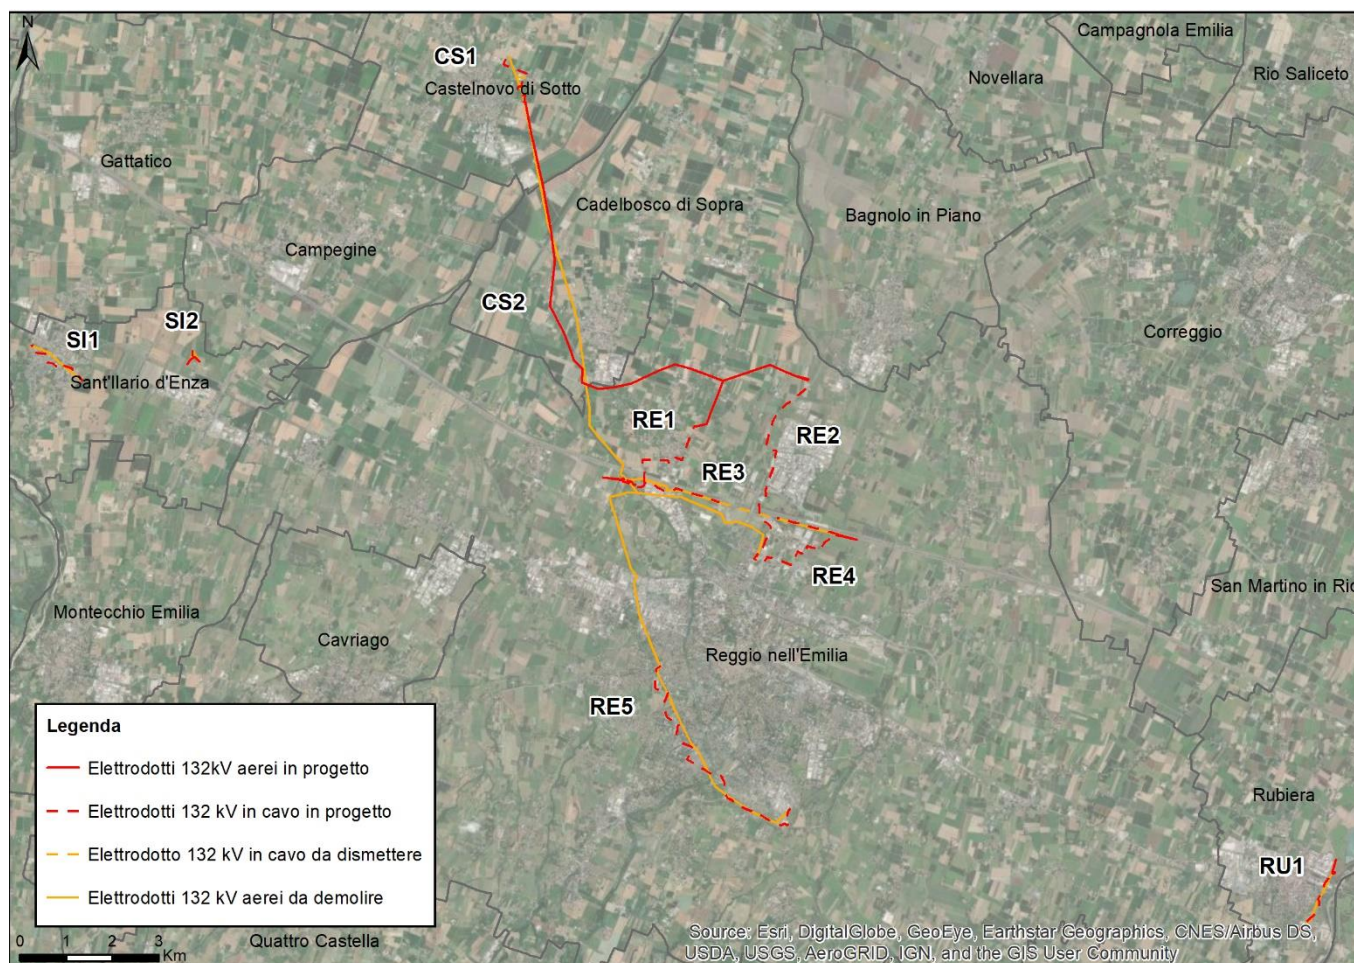 N
CS1
Castelnovo di Sotto
Campagnola Emilia
Novellara
Rio Saliceto
Gattatico
Cadelbosco di Sopra
Bagnolo in Piano
Campegine
CS2
SI2
SI1
Correggio
Sant'Ilario d'Enza
RE1
RE2
RE3
RE4
San Martino in Rio
Montecchio Emilia
Cavriago
Reggio nell'Emilia
RE5
Legenda
Elettrodotti 132kV aerei in progetto
Elettrodotti 132 kV in cavo in progetto
Elettrodotto 132 kV in cavo da dismettere
Elettrodotti 132 kV aerei da demolire
Rubiera
RU1
0 1 2 3
Km
Quattro Castella
Source: Esri, DigitalGlobe, GeoEye, Earthstar Geographics, CNES/Airbus DS,
USDA, USGS, AeroGRID, IGN, and the GIS User Community